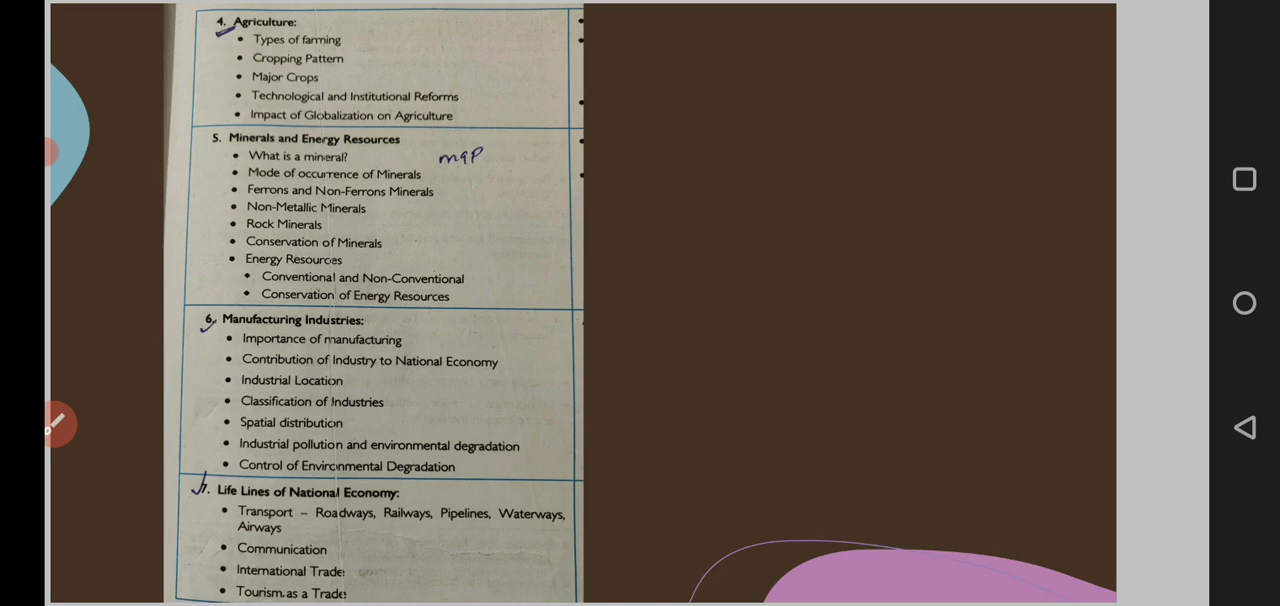 4. Agriculture:
• Types of farming
• Cropping Pattern
• Major Crops
• Technological and Institutional Reforms
• Impact of Globalization on Agriculture
5. Minerals and Energy Resources
• What is a mineral?
map
• Mode of occurrence of Minerals
• Ferrons and Non-Ferrons Minerals
• Non-Metallic Minerals
• Rock Minerals
• Conservation of Minerals
• Energy Resources
• Conventional and Non-Conventional
• Conservation of Energy Resources
6. Manufacturing Industries:
• Importance of manufacturing
• Contribution of Industry to National Economy
• Industrial Location
• Classification of Industries
• Spatial distribution
• Industrial pollution and environmental degradation
• Control of Environmental Degradation
7. Life Lines of National Economy:
• Transport – Roadways, Railways, Pipelines, Waterways,
Airways
• Communication
• International Trade
• Tourism as a Trade